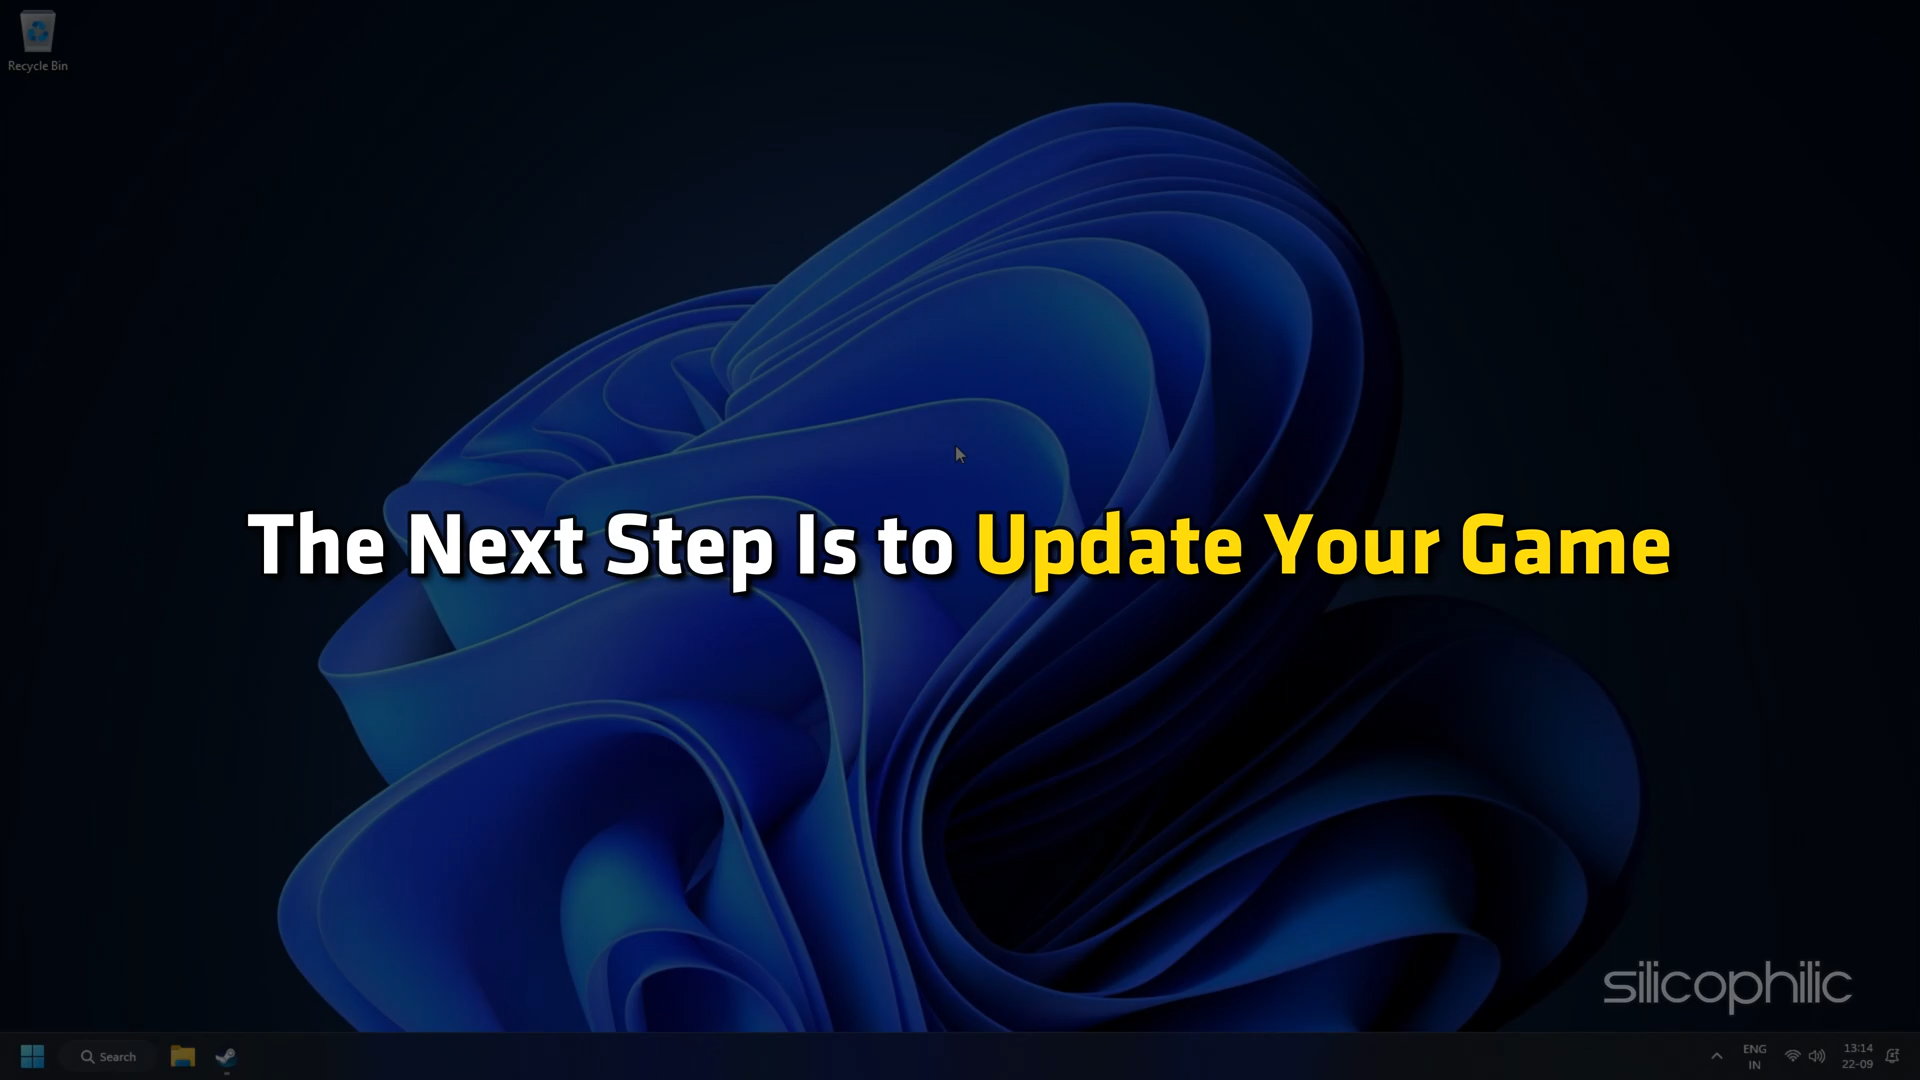 Recycle Bin
The Next Step Is to Update Your Game
silicophilic
Search
ENG
IN
13:14
22-09